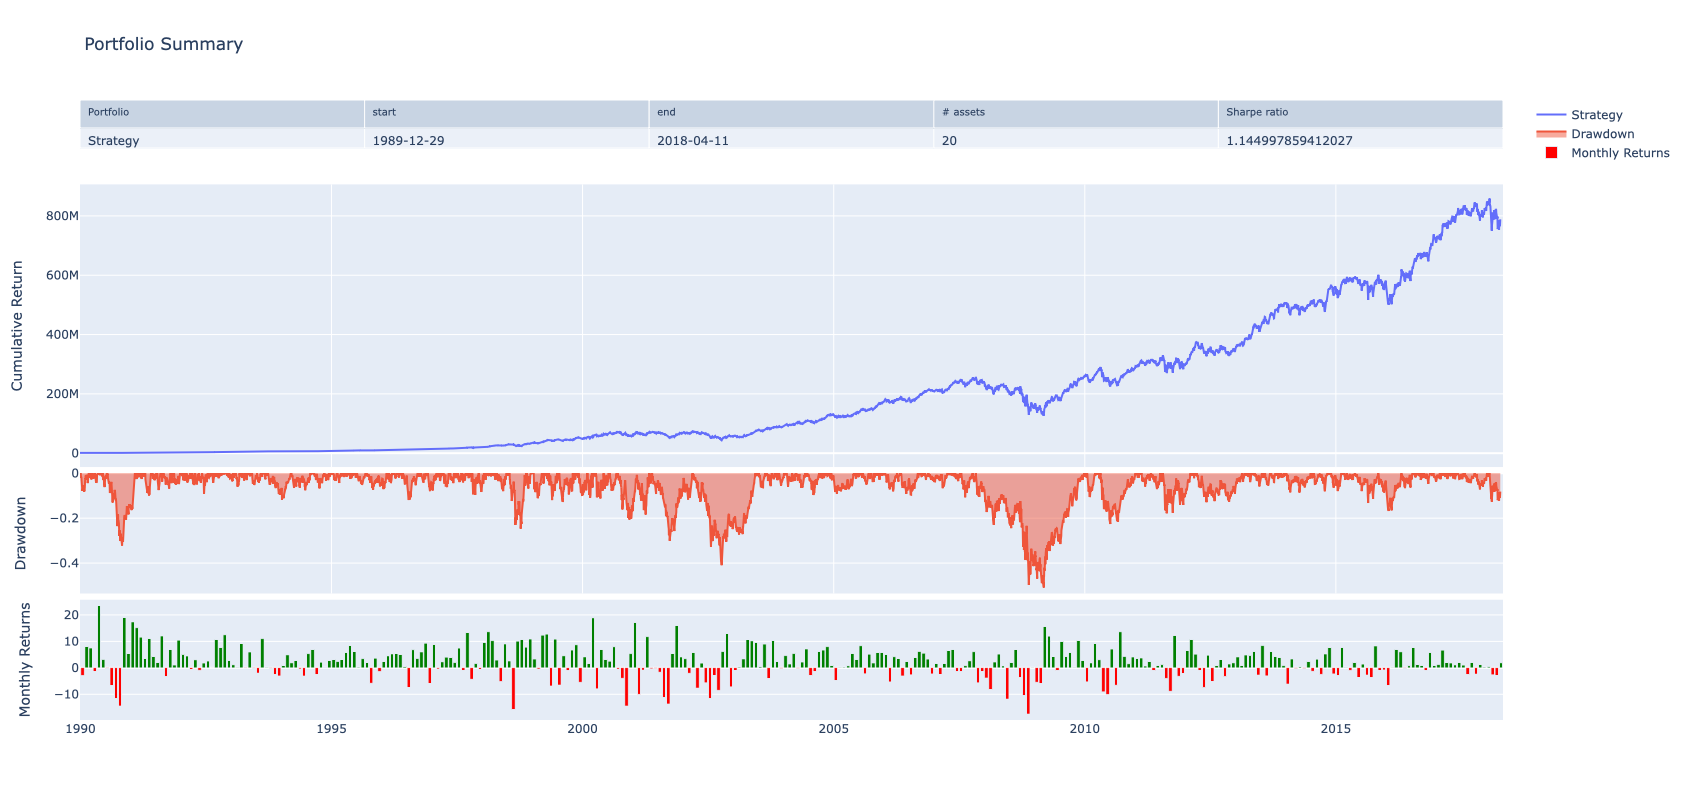 Portfolio Summary
Portfolio start end # assets Sharpe ratio
Strategy 1989-12-29 2018-04-11 20 1.144997859412027
Strategy
Drawdown
Monthly Returns
Cumulative Return
800M
600M
400M
200M
0
Drawdown
0
−0.2
−0.4
Monthly Returns
20
10
0
−10
1990 1995 2000 2005 2010 2015